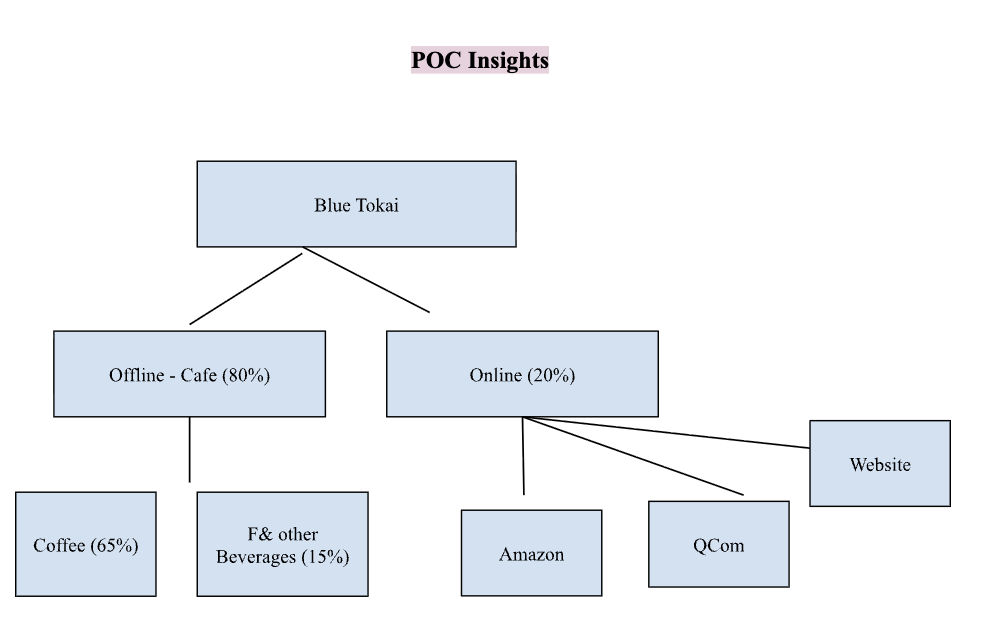 POC Insights
Blue Tokai
Offline - Cafe (80%)
Online (20%)
Website
Coffee (65%)
F& other
Beverages (15%)
Amazon
QCom